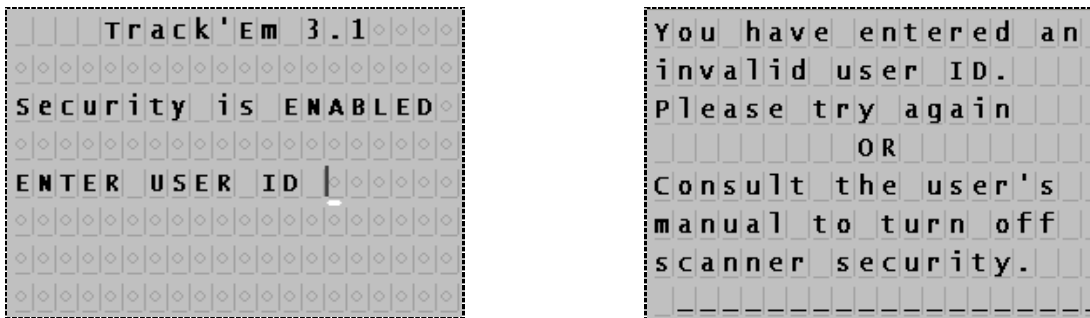 Track'Em 3.1
Security is ENABLED
ENTER USER ID
You have entered an
invalid user ID.
Please try again
OR
Consult the user's
manual to turn off
scanner security.